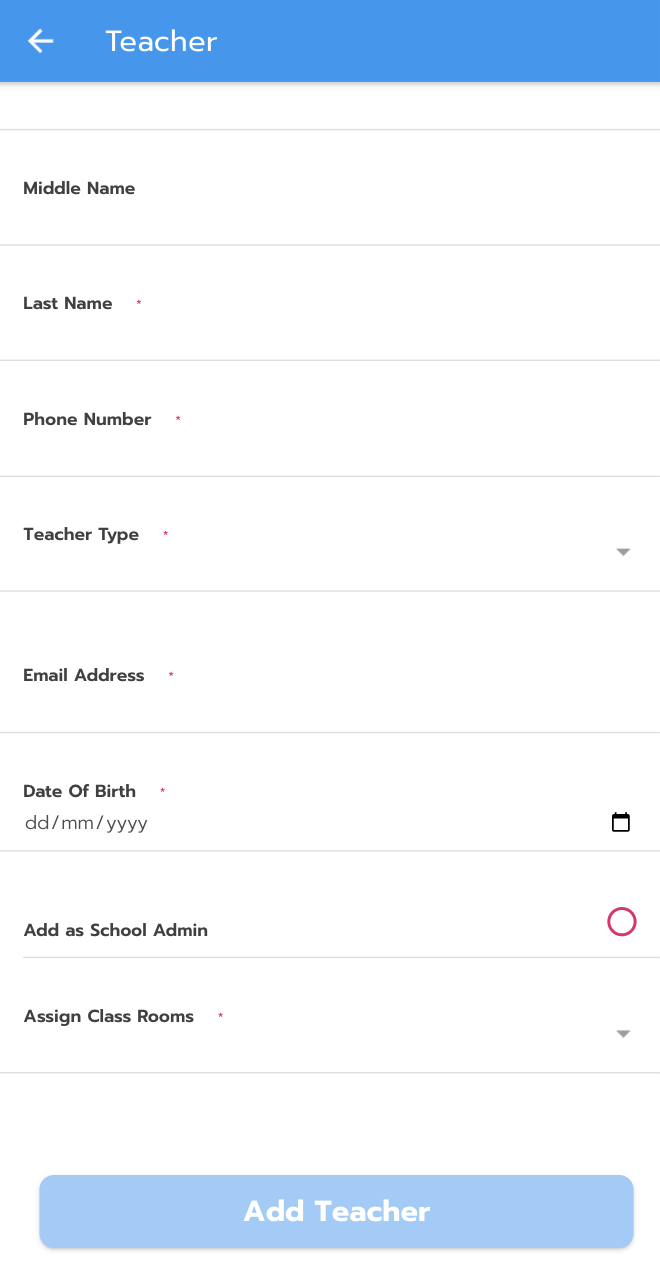 Teacher
Middle Name
Last Name *
Phone Number *
Teacher Type *
Email Address *
Date Of Birth *
dd/mm/yyyy
Add as School Admin
Assign Class Rooms *
Add Teacher